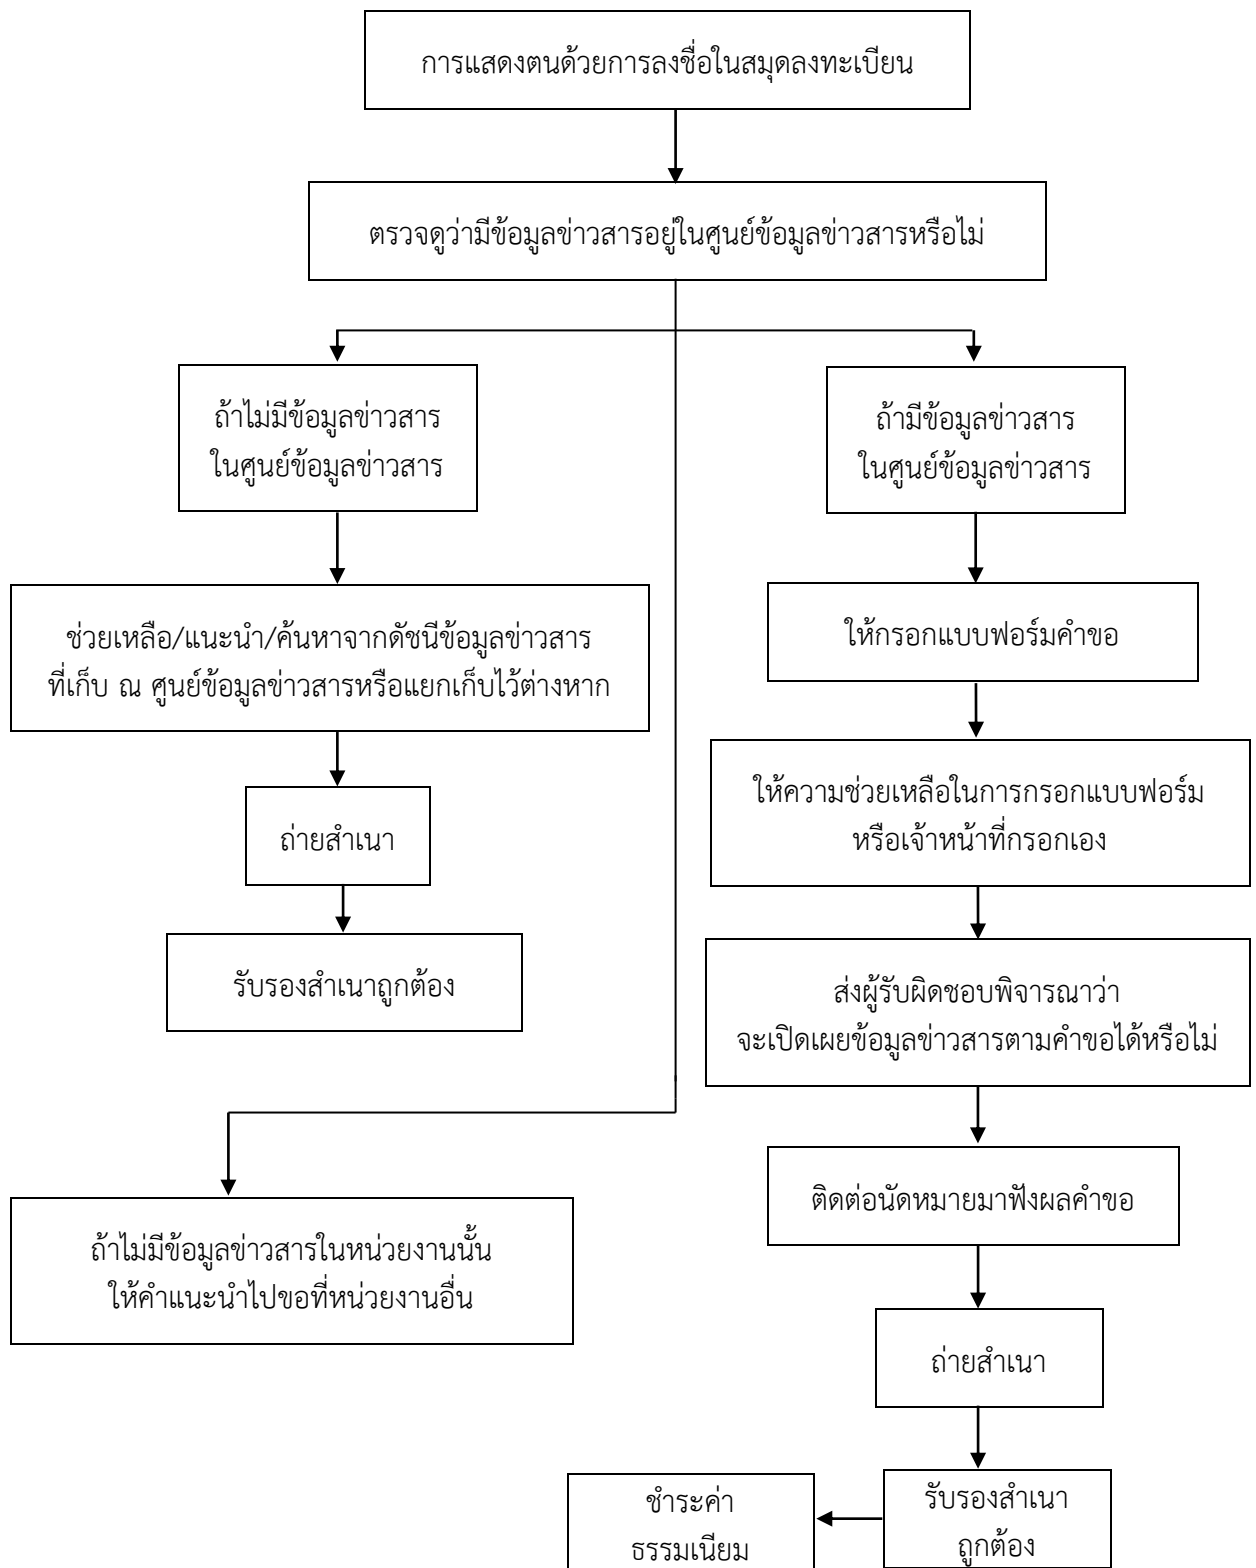 การแสดงตนด้วยการลงชื่อในสมุดลงทะเบียน
ตรวจดูว่ามีข้อมูลข่าวสารอยู่ในศูนย์ข้อมูลข่าวสารหรือไม่
ถ้าไม่มีข้อมูลข่าวสาร
ในศูนย์ข้อมูลข่าวสาร
ช่วยเหลือ/แนะนำ/ค้นหาจากดัชนีข้อมูลข่าวสาร
ที่เก็บ ณ ศูนย์ข้อมูลข่าวสารหรือแยกเก็บไว้ต่างหาก
ถ่ายสำเนา
รับรองสำเนาถูกต้อง
ถ้าไม่มีข้อมูลข่าวสารในหน่วยงานนั้น
ให้คำแนะนำไปขอที่หน่วยงานอื่น
ถ้ามีข้อมูลข่าวสาร
ในศูนย์ข้อมูลข่าวสาร
ให้กรอกแบบฟอร์มคำขอ
ให้ความช่วยเหลือในการกรอกแบบฟอร์ม
หรือเจ้าหน้าที่กรอกเอง
ส่งผู้รับผิดชอบพิจารณาว่า
จะเปิดเผยข้อมูลข่าวสารตามคำขอได้หรือไม่
ติดต่อนัดหมายมาฟังผลคำขอ
ถ่ายสำเนา
รับรองสำเนา
ถูกต้อง
ชำระค่า
ธรรมเนียม